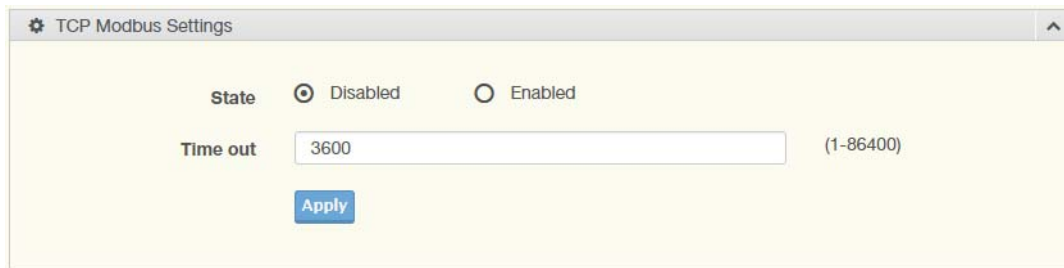 TCP Modbus Settings
State Disabled Enabled
Time out 3600 (1-86400)
Apply